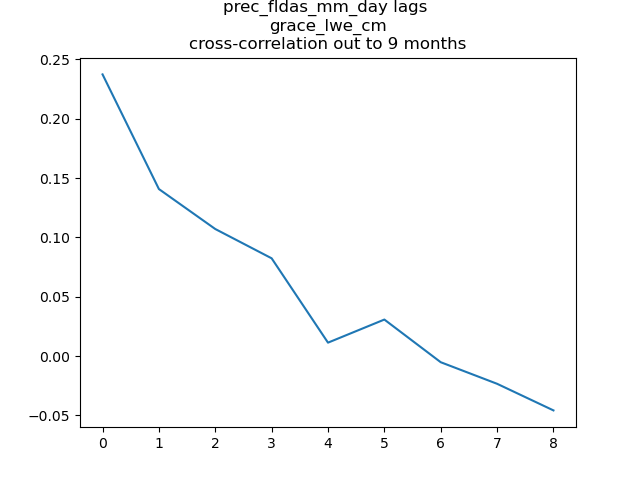 prec_fldas_mm_day lags
grace_lwe_cm
cross-correlation out to 9 months
0.25
0.20
0.15
0.10
0.05
0.00
−0.05
0 1 2 3 4 5 6 7 8